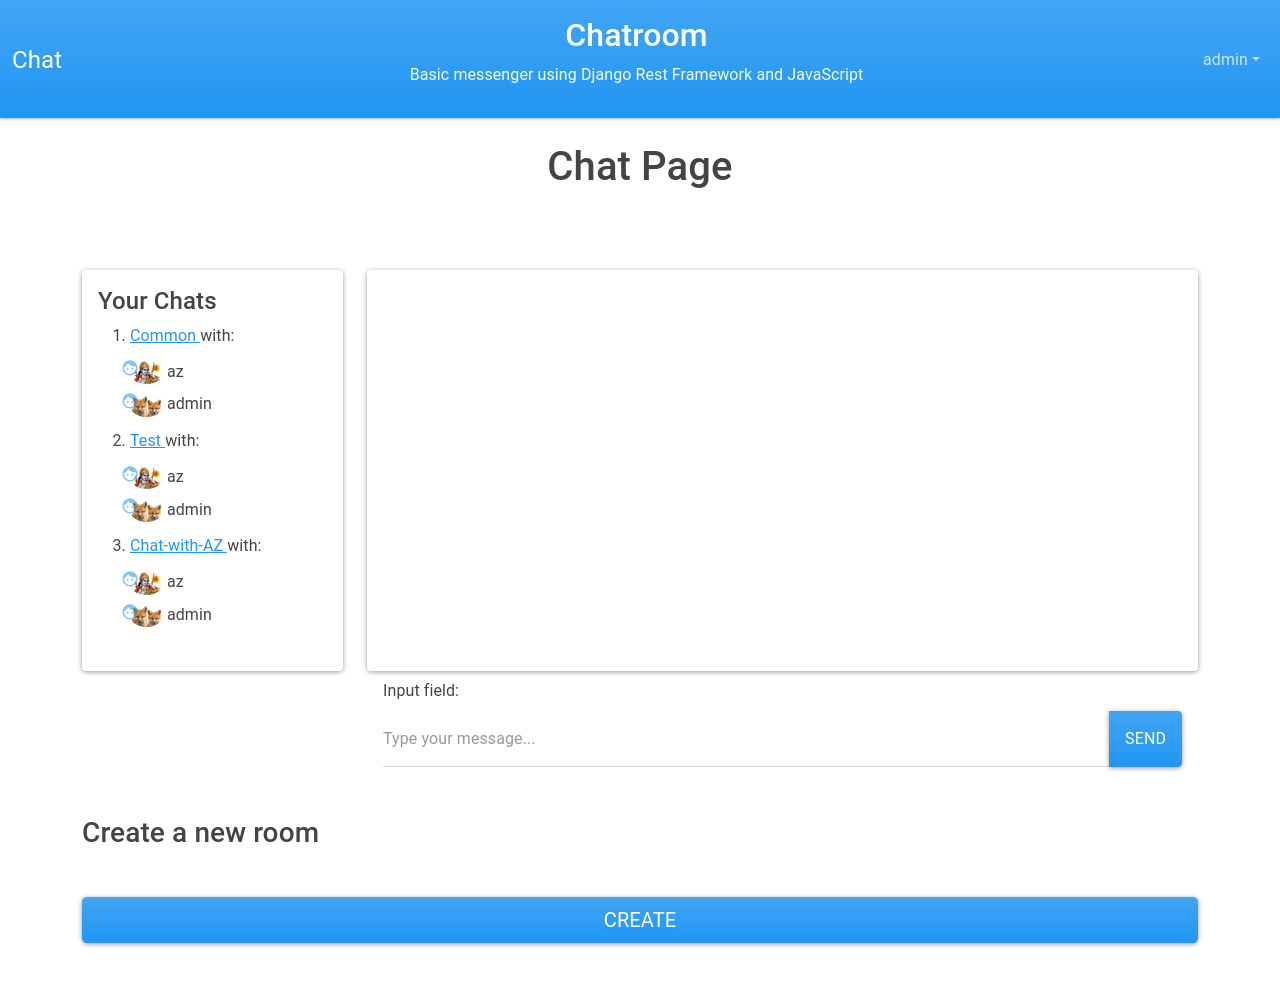 Chat
Chatroom
Basic messenger using Django Rest Framework and JavaScript
admin
Chat Page
Your Chats
1. Common with:
az
admin
2. Test with:
az
admin
3. Chat-with-AZ with:
az
admin
Input field:
Type your message...
SEND
Create a new room
CREATE